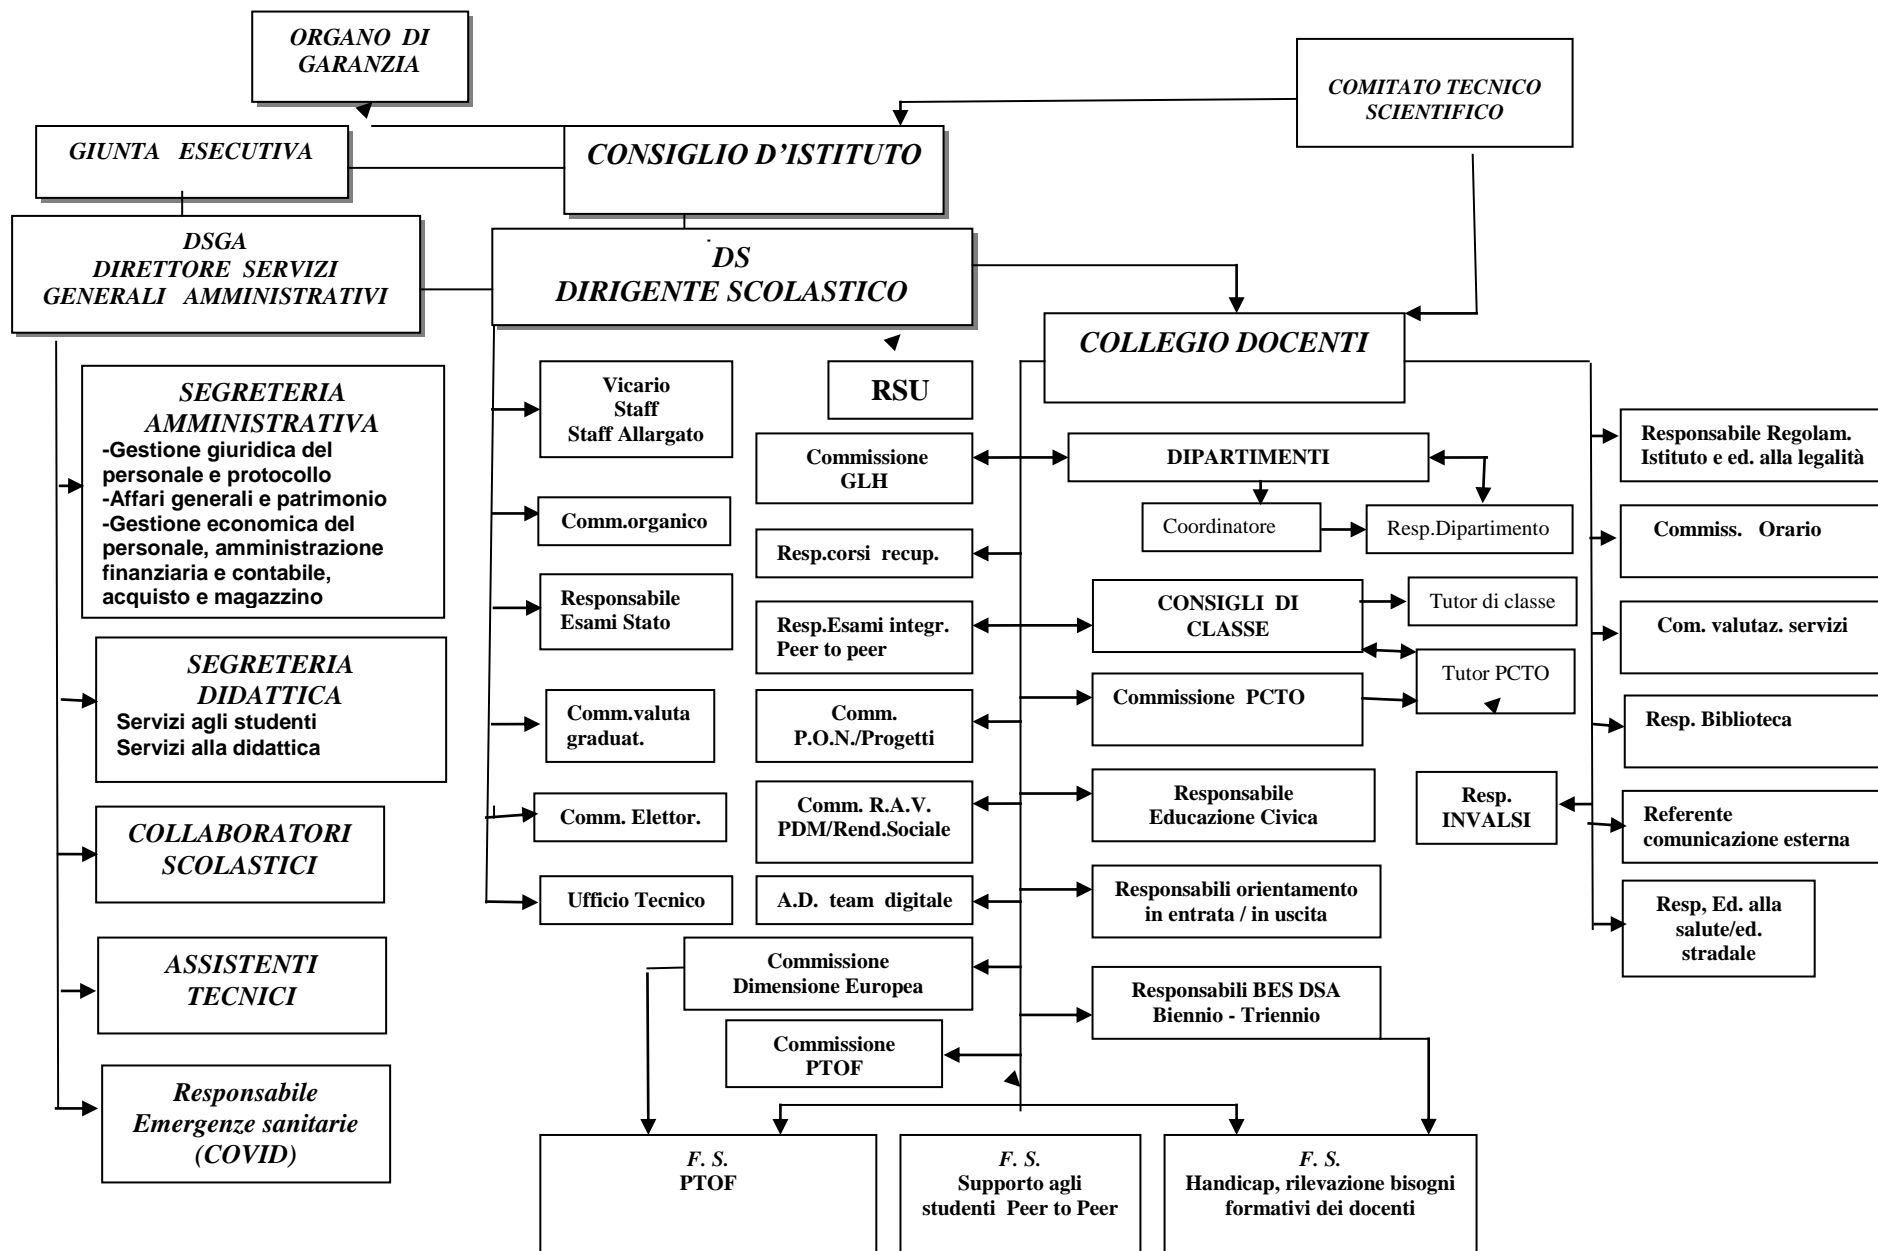 ORGANO DI
GARANZIA
COMITATO TECNICO
SCIENTIFICO
GIUNTA ESECUTIVA
CONSIGLIO D'ISTITUTO
DSGA
DIRETTORE SERVIZI
GENERALI AMMINISTRATIVI
DS
DIRIGENTE SCOLASTICO
COLLEGIO DOCENTI
SEGRETERIA
AMMINISTRATIVA
-Gestione giuridica del
personale e protocollo
-Affari generali e patrimonio
-Gestione economica del
personale, amministrazione
finanziaria e contabile,
acquisto e magazzino
SEGRETERIA
DIDATTICA
Servizi agli studenti
Servizi alla didattica
COLLABORATORI
SCOLASTICI
ASSISTENTI
TECNICI
Responsabile
Emergenze sanitarie
(COVID)
Vicario
Staff
Staff Allargato
Comm.organico
Responsabile
Esami Stato
Comm.valuta
graduat.
Comm. Elettor.
Ufficio Tecnico
RSU
Commissione
GLH
Resp.corsi recup.
Resp.Esami integr.
Peer to peer
Comm.
P.O.N./Progetti
Comm. R.A.V.
PDM/Rend.Sociale
A.D. team digitale
Commissione
Dimensione Europea
Commissione
PTOF
DIPARTIMENTI
Coordinatore
Resp.Dipartimento
CONSIGLI DI
CLASSE
Tutor di classe
Tutor PCTO
Commissione PCTO
Responsabile
Educazione Civica
Resp.
INVALSI
Responsabili orientamento
in entrata / in uscita
Responsabili BES DSA
Biennio - Triennio
Responsabile Regolam.
Istituto e ed. alla legalità
Commiss. Orario
Com. valutaz. servizi
Resp. Biblioteca
Referente
comunicazione esterna
Resp, Ed. alla
salute/ed.
stradale
F. S.
PTOF
F. S.
Supporto agli
studenti Peer to Peer
F. S.
Handicap, rilevazione bisogni
formativi dei docenti